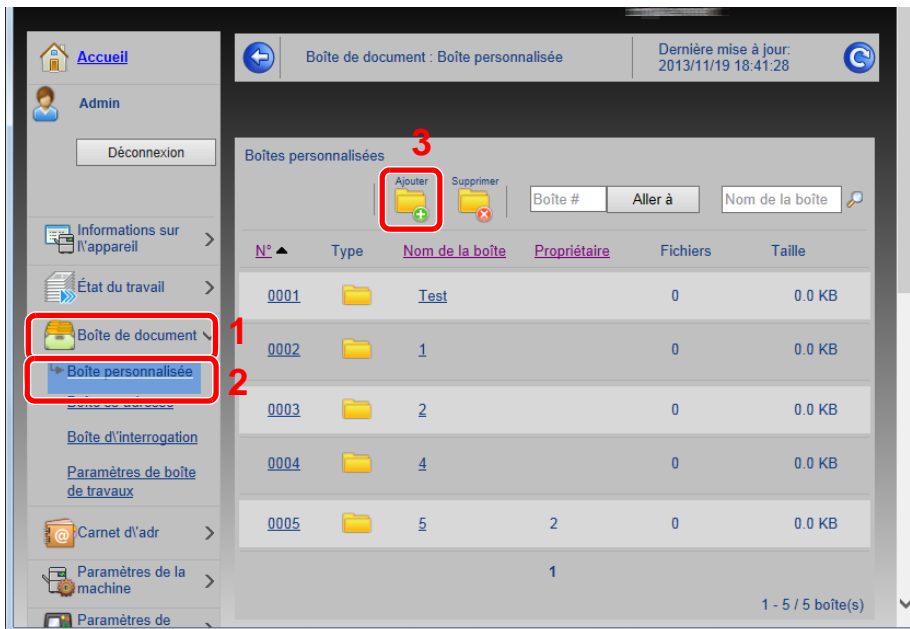 Accueil
Boîte de document : Boîte personnalisée
Dernière mise à jour:
2013/11/19 18:41:28
Admin
Déconnexion
Informations sur
l\'appareil
État du travail
1
Boîte de document
2
Boîte personnalisée
Boîte d\'interrogation
Paramètres de boîte
de travaux
Carnet d\'adr
Paramètres de la
machine
Paramètres de
Boîtes personnalisées
3
Ajouter
Supprimer
Boîte #
Aller à
Nom de la boîte
N° Type Nom de la boîte Propriétaire Fichiers Taille
0001 Test 0 0.0 KB
0002 1 0 0.0 KB
0003 2 0 0.0 KB
0004 4 0 0.0 KB
0005 5 2 0 0.0 KB
1
1 - 5 / 5 boîte(s)